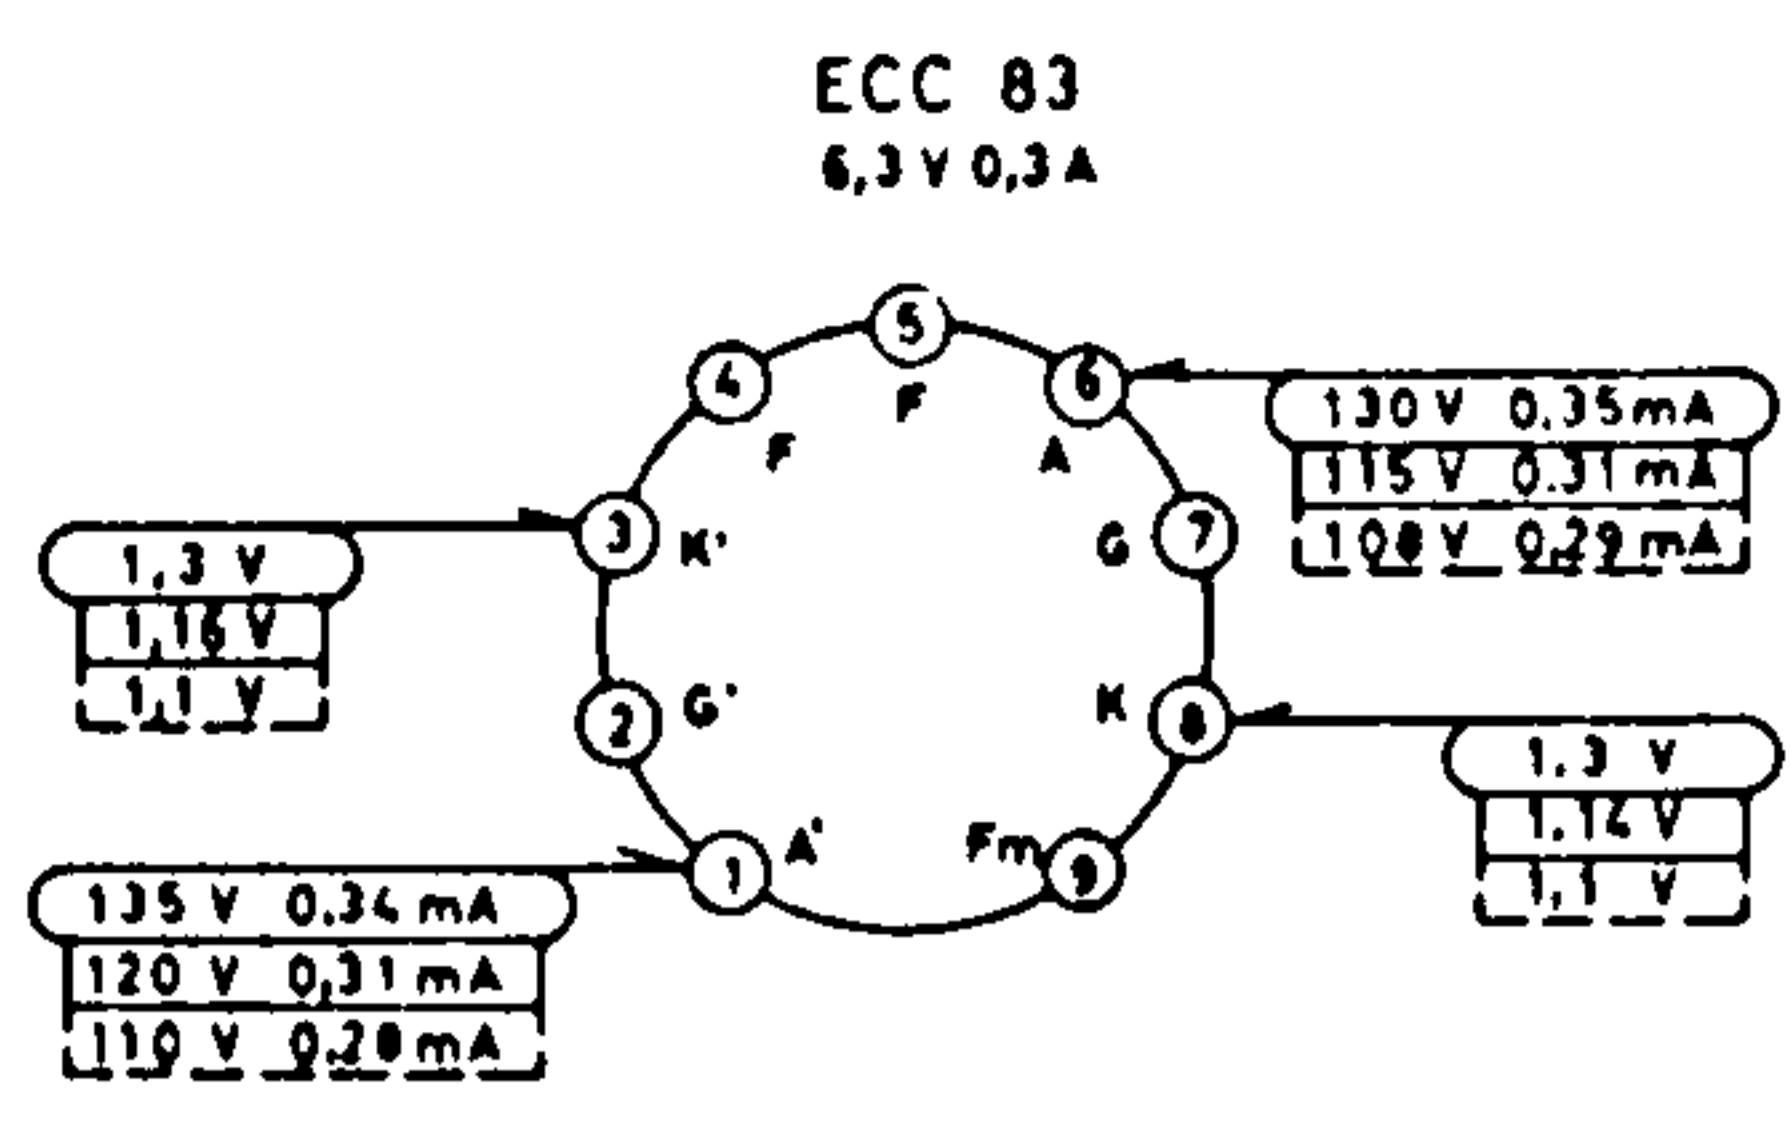 ECC 83
6,3 V 0,3 A
5
4
6
F
F
A
130 V 0,35 mA
115 V 0.31 mA
108 V 0,29 mA
3
K'
G
7
1,3 V
1,16 V
1,1 V
2
G'
K
8
1,3 V
1,14 V
1,1 V
1
A'
Fm
9
135 V 0,34 mA
120 V 0,31 mA
110 V 0,28 mA